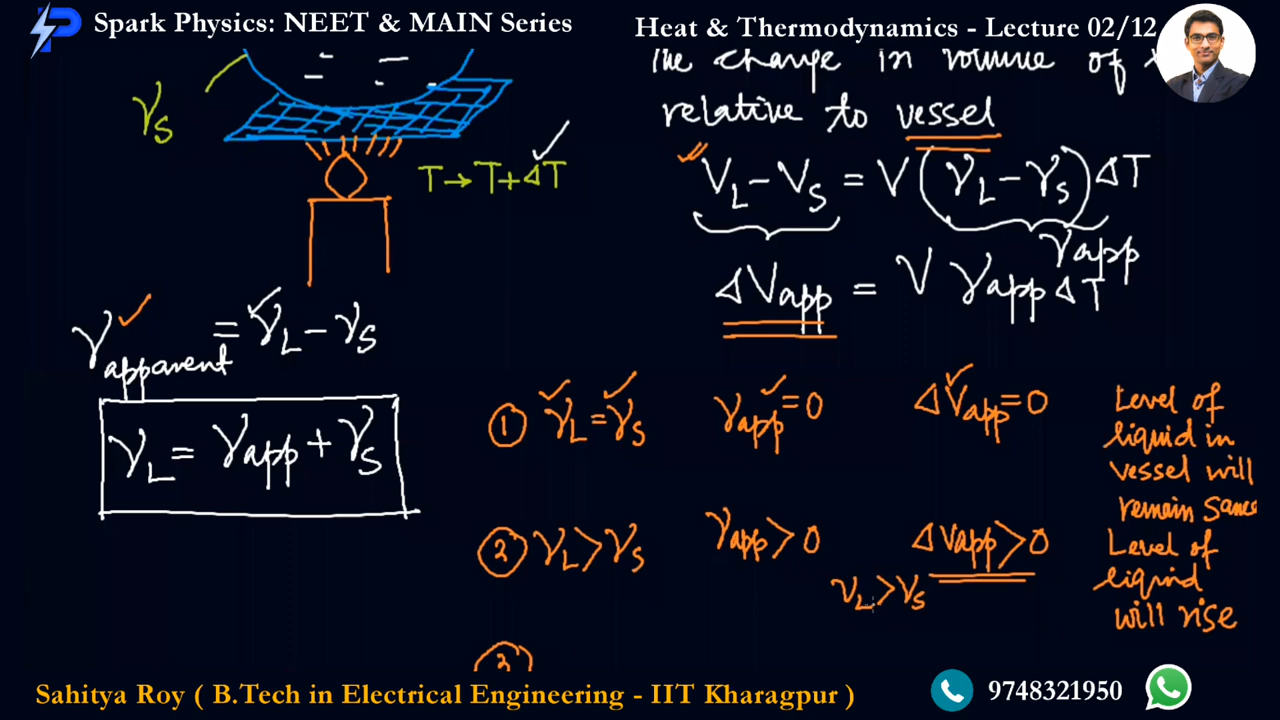 Spark Physics: NEET & MAIN Series
Heat & Thermodynamics - Lecture 02/12
The change in volume of
relative to vessel
γS
T→T+ΔT
VL-VS = V(γL-γS)ΔT
γapp
ΔVapp = V γapp ΔT
γapparent = γL-γS
γL = γapp + γS
① γL=γS γapp=0 ΔVapp=0 Level of
liquid in
vessel will
remain same
② γL>γS γapp>0 ΔVapp>0 Level of
liquid
will rise
VL>VS
Sahitya Roy ( B.Tech in Electrical Engineering - IIT Kharagpur )
9748321950